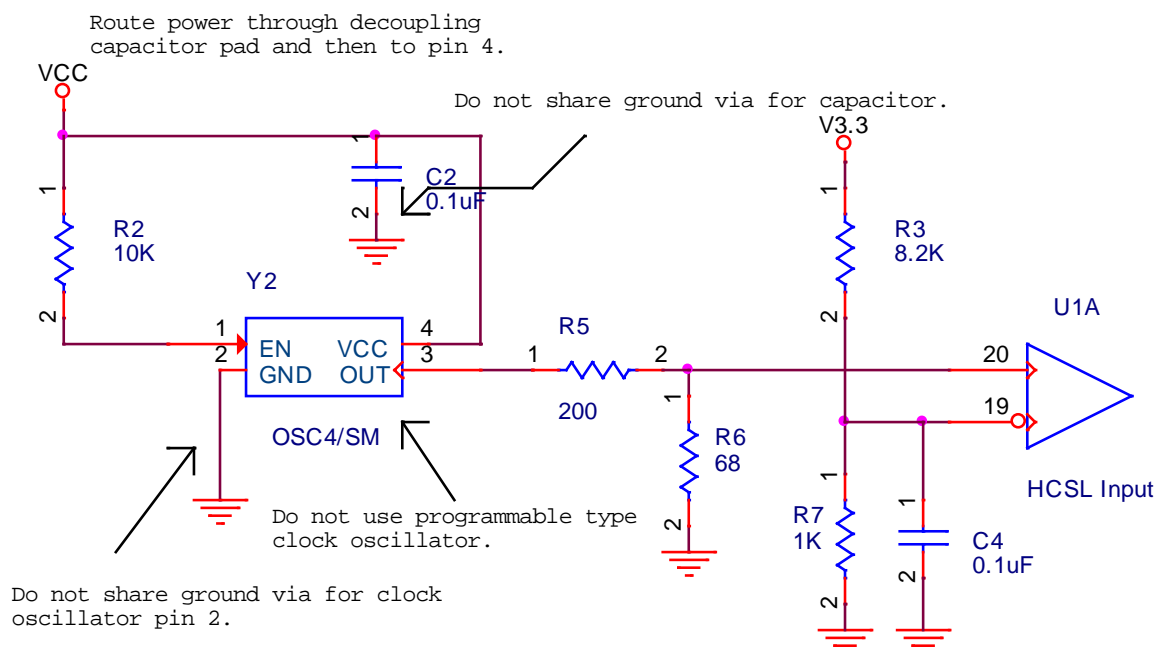 Route power through decoupling
capacitor pad and then to pin 4.
VCC
Do not share ground via for capacitor.
V3.3
1
C2
0.1uF
2
1
R2
10K
2
1
R3
8.2K
2
Y2
1
EN
VCC
4
2
GND
OUT
3
OSC4/SM
R5
1
2
200
U1A
20
19
HCSL Input
1
R6
68
2
1
R7
1K
2
1
C4
0.1uF
2
Do not use programmable type
clock oscillator.
Do not share ground via for clock
oscillator pin 2.